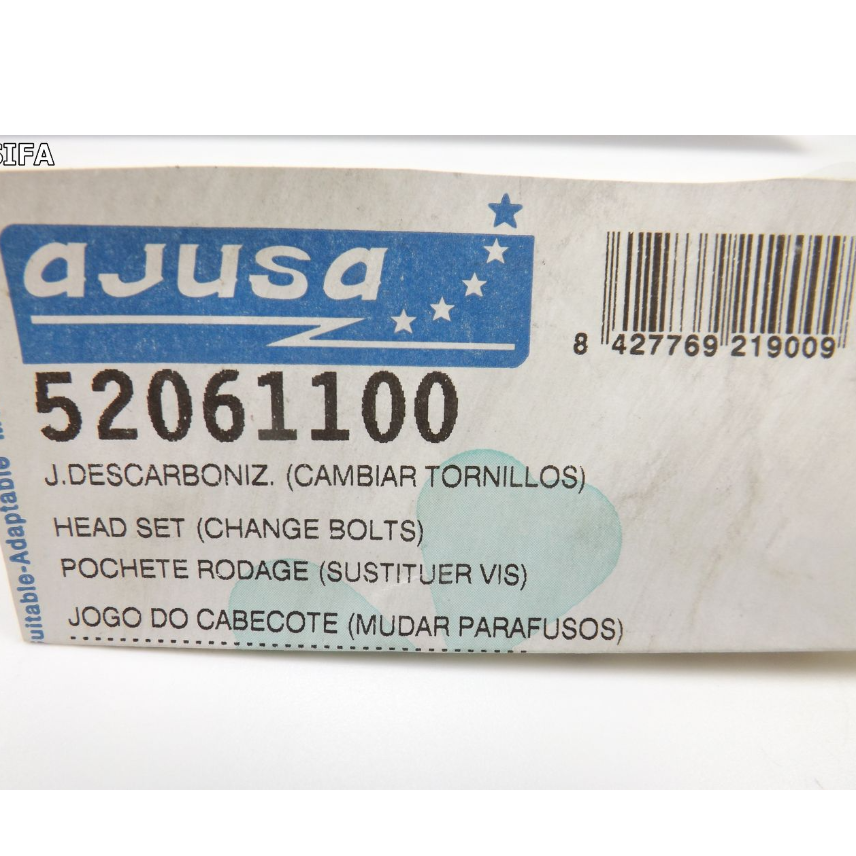 SIFA
ajusa
8 427769 219009
52061100
J.DESCARBONIZ. (CAMBIAR TORNILLOS)
HEAD SET (CHANGE BOLTS)
POCHETE RODAGE (SUSTITUER VIS)
JOGO DO CABECOTE (MUDAR PARAFUSOS)
uitable-Adaptable